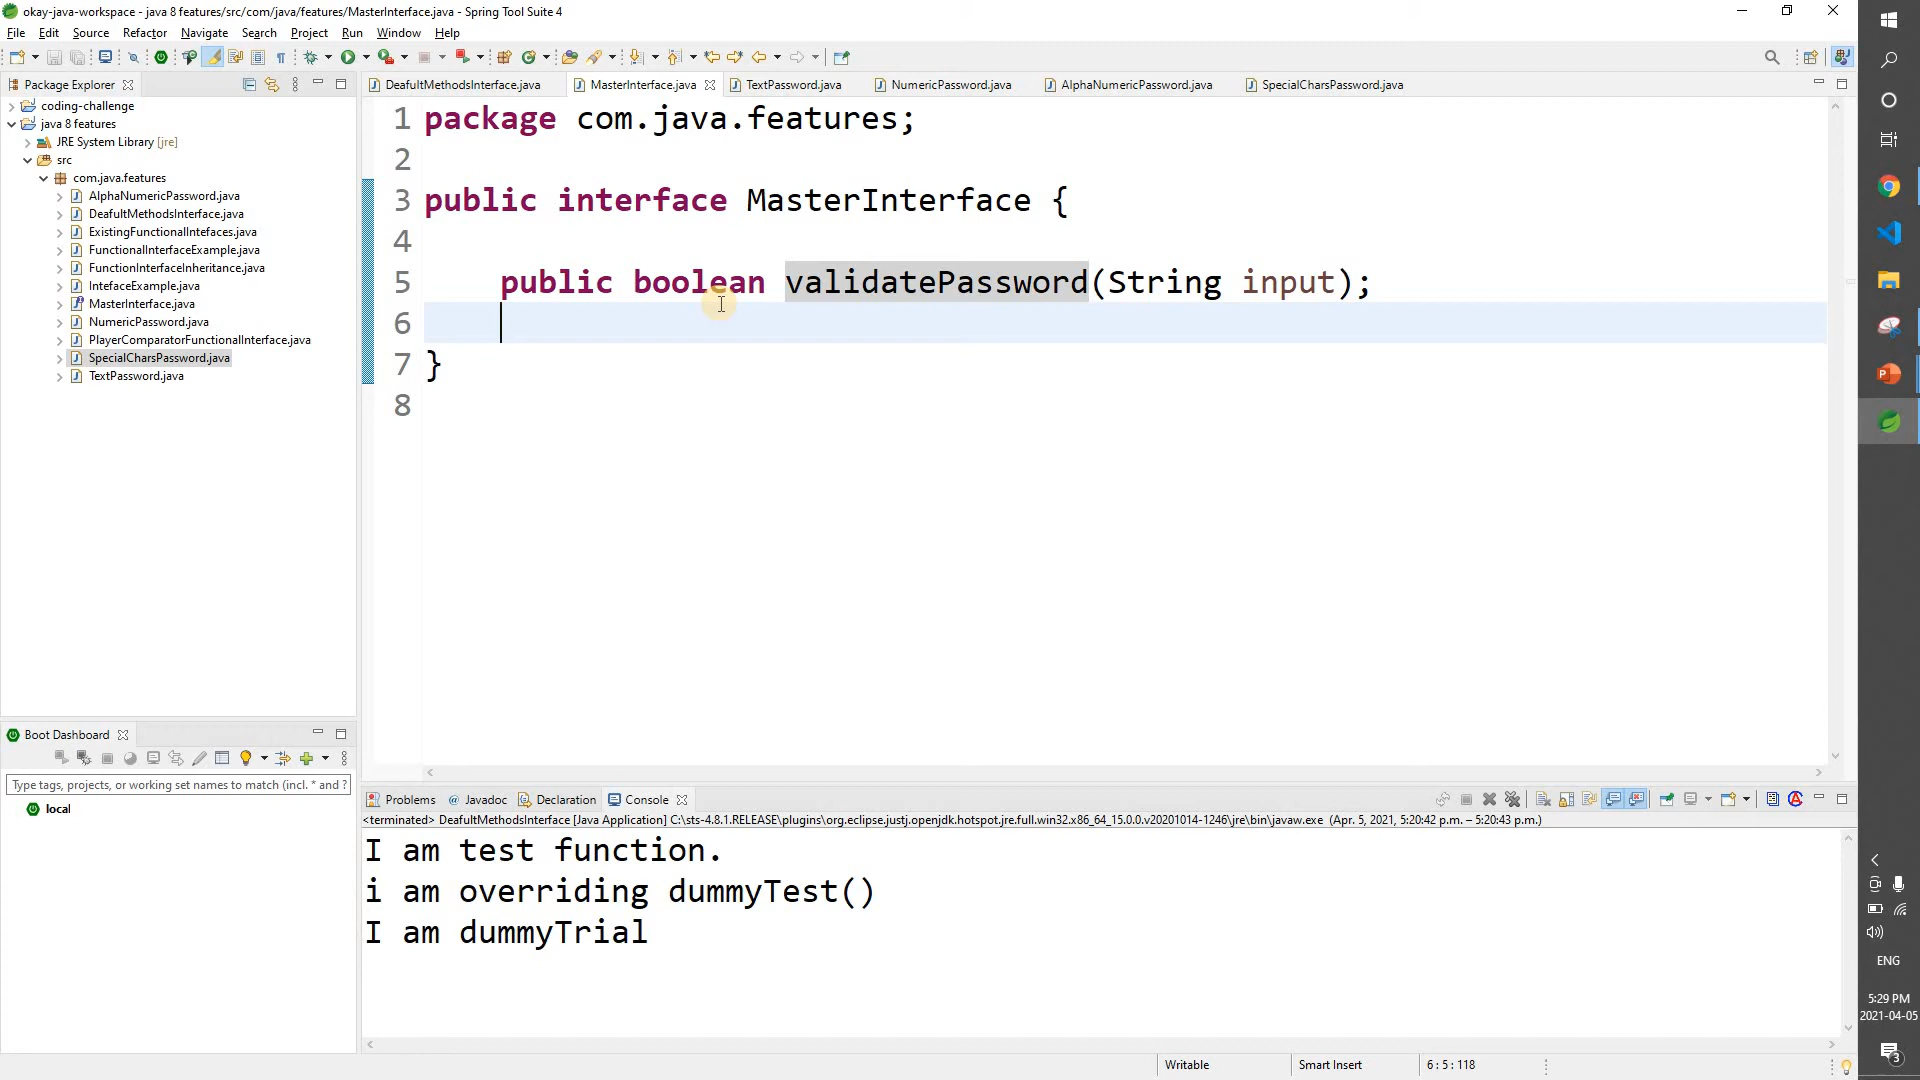 okay-java-workspace - java 8 features/src/com/java/features/MasterInterface.java - Spring Tool Suite 4
File Edit Source Refactor Navigate Search Project Run Window Help
Package Explorer
coding-challenge
java 8 features
JRE System Library [jre]
src
com.java.features
AlphaNumericPassword.java
DeafultMethodsInterface.java
ExistingFunctionalIntefaces.java
FunctionalInterfaceExample.java
FunctionInterfaceInheritance.java
IntefaceExample.java
MasterInterface.java
NumericPassword.java
PlayerComparatorFunctionalInterface.java
SpecialCharsPassword.java
TextPassword.java
DeafultMethodsInterface.java MasterInterface.java TextPassword.java NumericPassword.java AlphaNumericPassword.java SpecialCharsPassword.java
1 package com.java.features;
2
3 public interface MasterInterface {
4
5 public boolean validatePassword(String input);
6
7 }
8
Boot Dashboard
Type tags, projects, or working set names to match (incl. * and ?
local
Problems @ Javadoc Declaration Console
<terminated> DeafultMethodsInterface [Java Application] C:\sts-4.8.1.RELEASE\plugins\org.eclipse.justj.openjdk.hotspot.jre.full.win32.x86_64_15.0.0.v20201014-1246\jre\bin\javaw.exe (Apr. 5, 2021, 5:20:42 p.m. – 5:20:43 p.m.)
I am test function.
i am overriding dummyTest()
I am dummyTrial
Writable Smart Insert 6 : 5 : 118
ENG
5:29 PM
2021-04-05
3